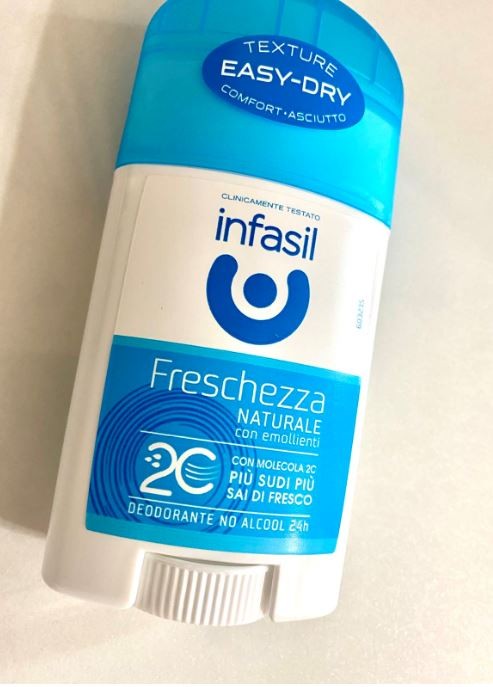 TEXTURE
EASY-DRY
COMFORT·ASCIUTTO
CLINICAMENTE TESTATO
infasil
Freschezza
NATURALE
con emollienti
2C
CON MOLECOLA 2C
PIÙ SUDI PIÙ
SAI DI FRESCO
DEODORANTE NO ALCOOL 24h